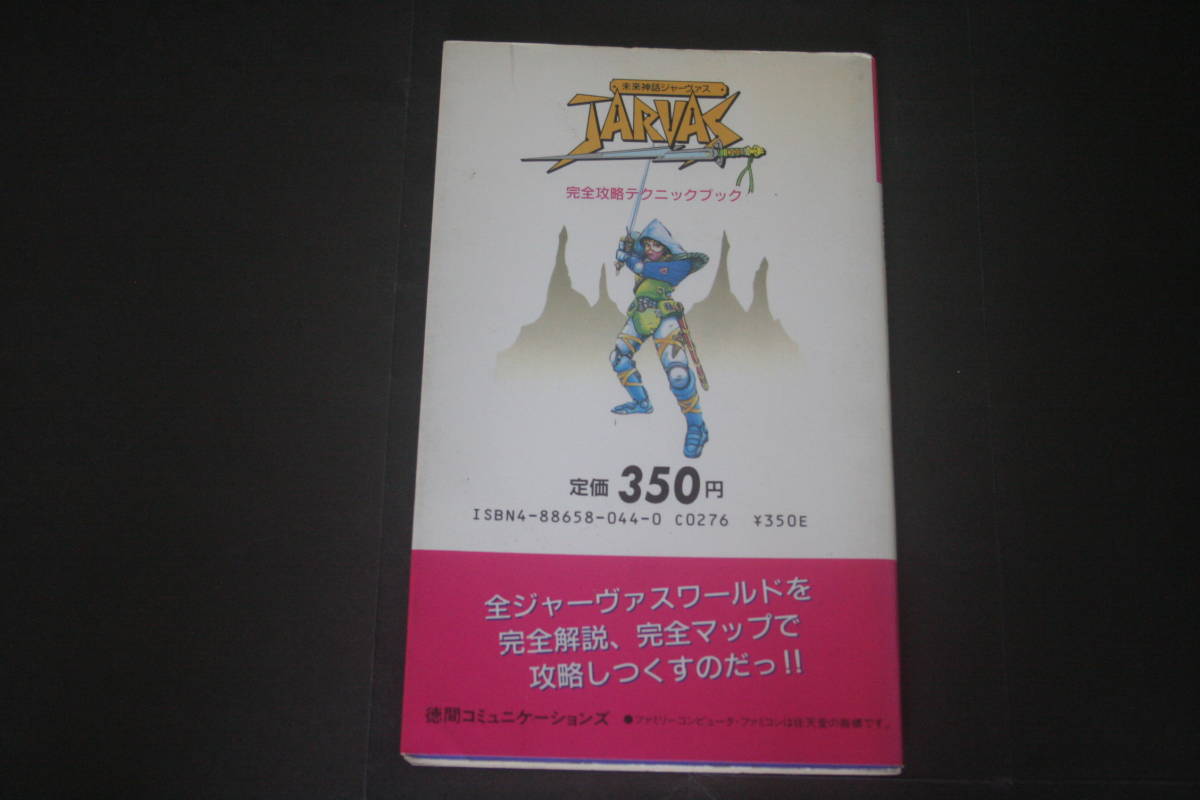 未来神話ジャーヴァス
JARVAS
完全攻略テクニックブック
定価 350円
ISBN4-88658-044-0 C0276 ¥350E
全ジャーヴァスワールドを
完全解説、完全マップで
攻略しつくすのだっ!!
徳間コミュニケーションズ ●ファミリーコンピュータ・ファミコンは任天堂の商標です。